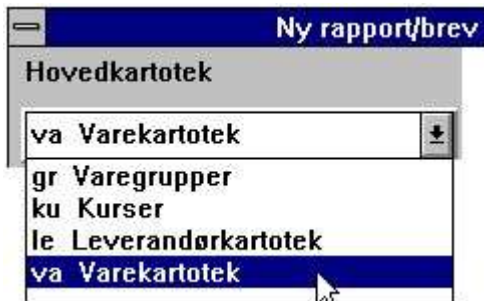 Ny rapport/brev
Hovedkartotek
va Varekartotek
gr Varegrupper
ku Kurser
le Leverandørkartotek
va Varekartotek